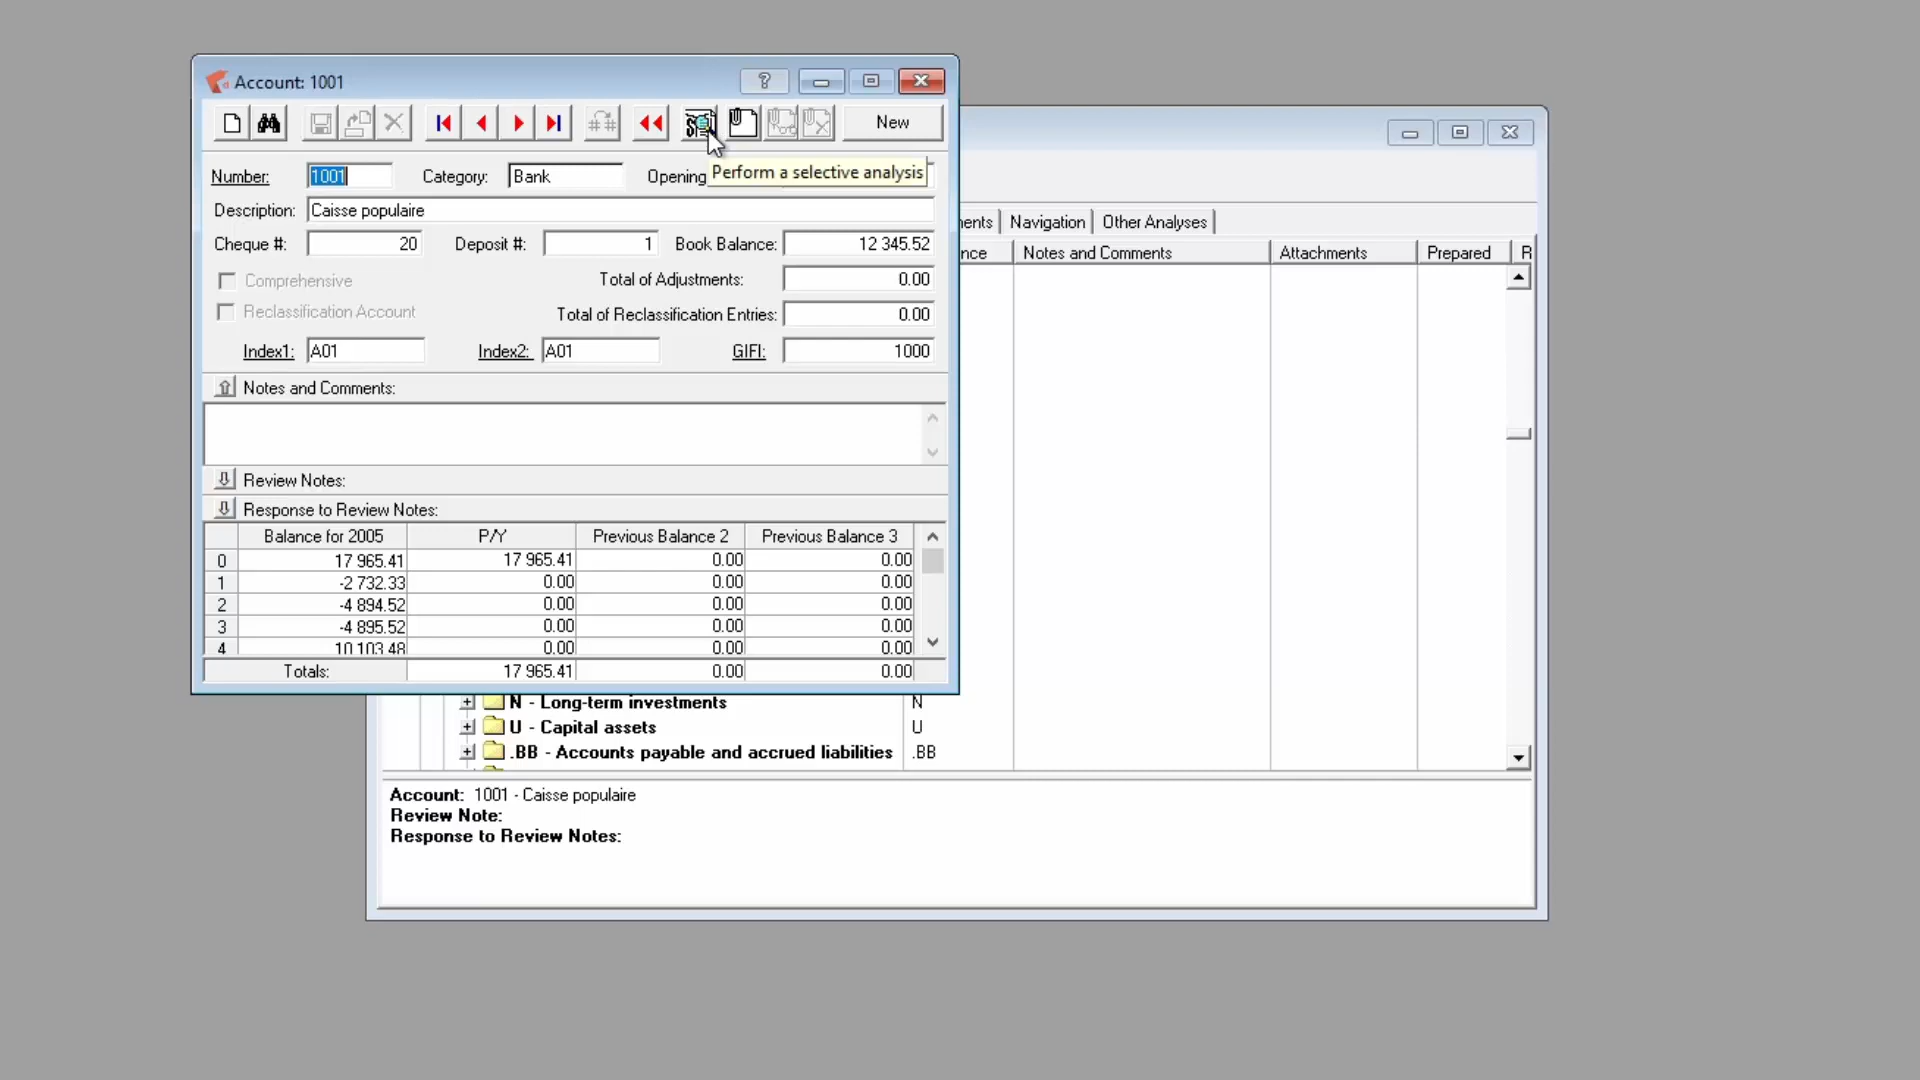 Account: 1001
?
New
Number: 1001 Category: Bank Opening
Perform a selective analysis
Description: Caisse populaire
Cheque #: 20 Deposit #: 1 Book Balance: 12 345.52
Comprehensive Total of Adjustments: 0.00
Reclassification Account Total of Reclassification Entries: 0.00
Index1: A01 Index2: A01 GIFI: 1000
Notes and Comments:
Review Notes:
Response to Review Notes:
Balance for 2005 P/Y Previous Balance 2 Previous Balance 3
0 17 965.41 17 965.41 0.00 0.00
1 -2 732.33 0.00 0.00 0.00
2 -4 894.52 0.00 0.00 0.00
3 -4 895.52 0.00 0.00 0.00
4 10 103.48 0.00 0.00 0.00
Totals: 17 965.41 0.00 0.00
ents Navigation Other Analyses
nce Notes and Comments Attachments Prepared R
N - Long-term investments N
U - Capital assets U
.BB - Accounts payable and accrued liabilities .BB
Account: 1001 - Caisse populaire
Review Note:
Response to Review Notes: